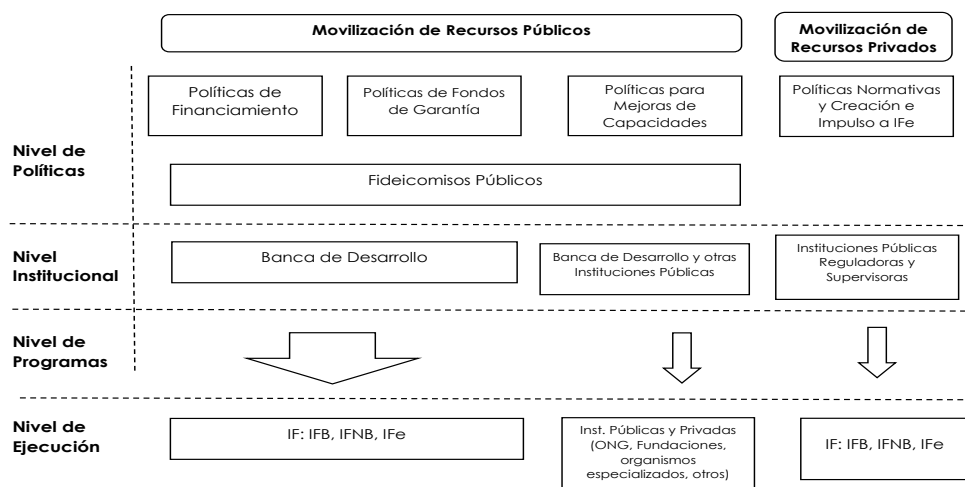 Movilización de Recursos Públicos
Movilización de
Recursos Privados
Políticas de
Financiamiento
Políticas de Fondos
de Garantía
Políticas para
Mejoras de
Capacidades
Políticas Normativas
y Creación e
Impulso a IFe
Nivel de
Políticas
Fideicomisos Públicos
Nivel
Institucional
Banca de Desarrollo
Banca de Desarrollo y otras
Instituciones Públicas
Instituciones Públicas
Reguladoras y
Supervisoras
Nivel de
Programas
Nivel de
Ejecución
IF: IFB, IFNB, IFe
Inst. Públicas y Privadas
(ONG, Fundaciones,
organismos
especializados, otros)
IF: IFB, IFNB, IFe